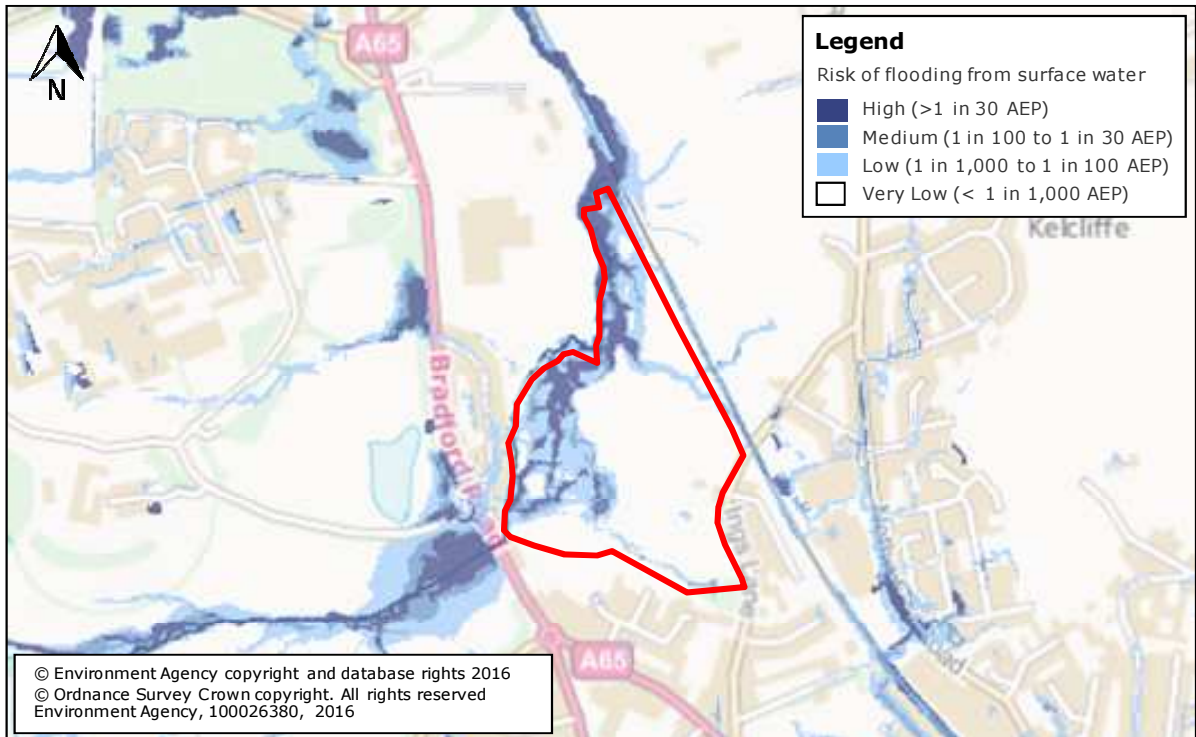 A65
N
Legend
Risk of flooding from surface water
High (>1 in 30 AEP)
Medium (1 in 100 to 1 in 30 AEP)
Low (1 in 1,000 to 1 in 100 AEP)
Very Low (< 1 in 1,000 AEP)
Kelcliffe
A65
© Environment Agency copyright and database rights 2016
© Ordnance Survey Crown copyright. All rights reserved
Environment Agency, 100026380, 2016